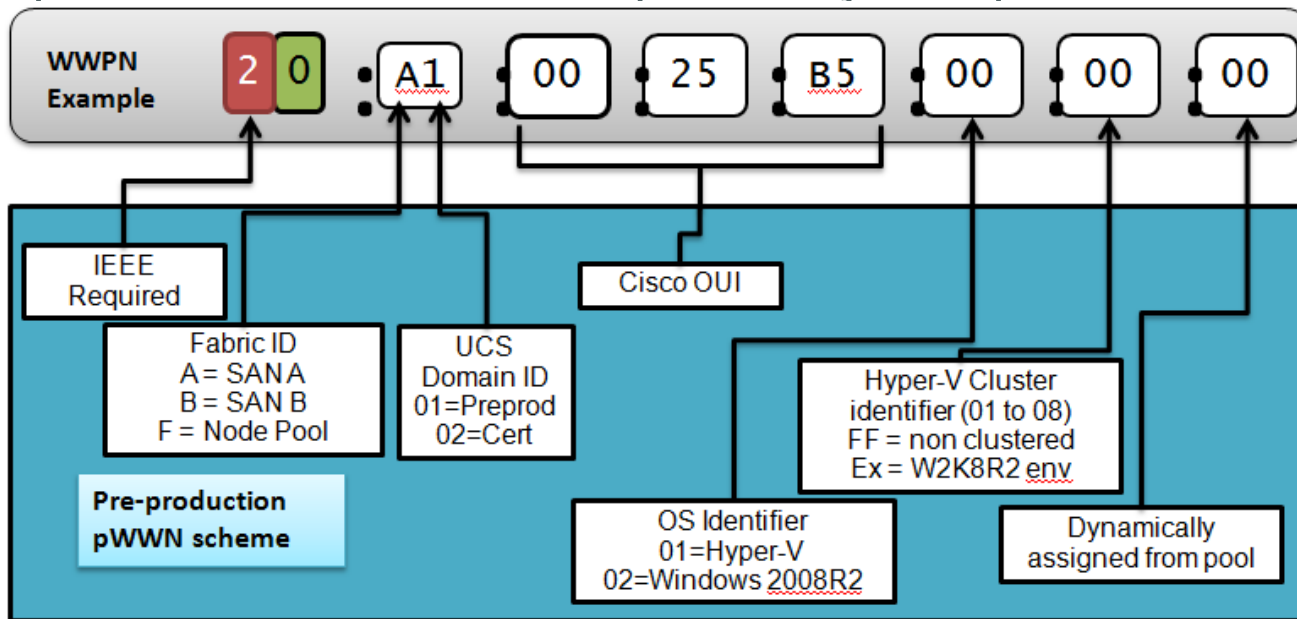 WWPN
Example
2 0 : A1 : 00 : 25 : B5 : 00 : 00 : 00
IEEE
Required
Fabric ID
A = SAN A
B = SAN B
F = Node Pool
UCS
Domain ID
01=Preprod
02=Cert
Cisco OUI
Hyper-V Cluster
identifier (01 to 08)
FF = non clustered
Ex = W2K8R2 env
OS Identifier
01=Hyper-V
02=Windows 2008R2
Dynamically
assigned from pool
Pre-production
pWWN scheme